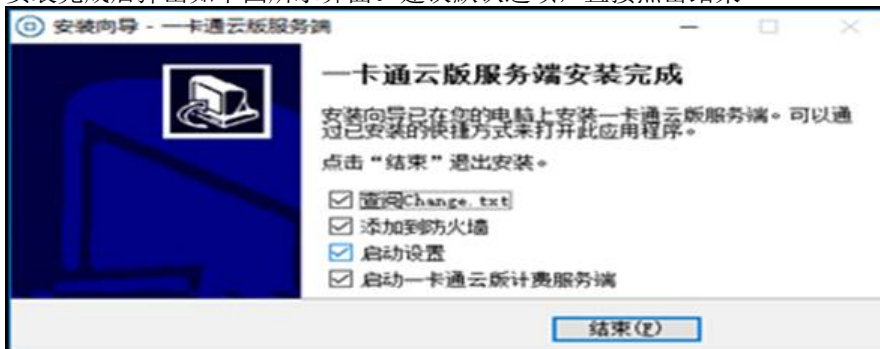 安装向导 - 一卡通云版服务端
一卡通云版服务端安装完成
安装向导已在您的电脑上安装一卡通云版服务端。可以通
过已安装的快捷方式来打开此应用程序。
点击“结束”退出安装。
查阅Change.txt
添加到防火墙
启动设置
启动一卡通云版计费服务端
结束(F)